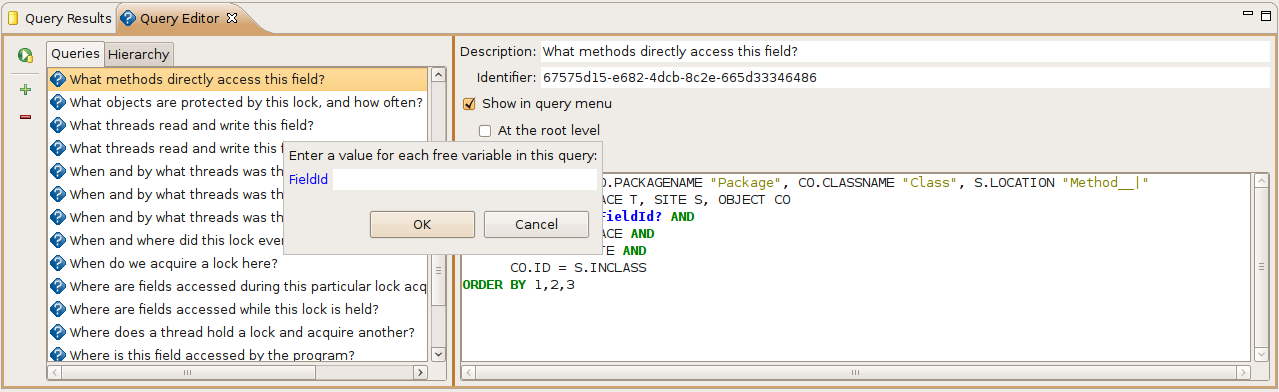 Query Results
Query Editor
Queries
Hierarchy
What methods directly access this field?
What objects are protected by this lock, and how often?
What threads read and write this field?
What threads read and write this
When and by what threads was th
When and by what threads was th
When and by what threads was th
When and where did this lock ever
When do we acquire a lock here?
Where are fields accessed during this particular lock acq
Where are fields accessed while this lock is held?
Where does a thread hold a lock and acquire another?
Where is this field accessed by the program?
Description: What methods directly access this field?
Identifier: 67575d15-e682-4dcb-8c2e-665d33346486
Show in query menu
At the root level
Enter a value for each free variable in this query:
FieldId
OK
Cancel
O.PACKAGENAME "Package", CO.CLASSNAME "Class", S.LOCATION "Method__|"
ACE T, SITE S, OBJECT CO
FieldId? AND
ACE AND
TE AND
CO.ID = S.INCLASS
ORDER BY 1,2,3